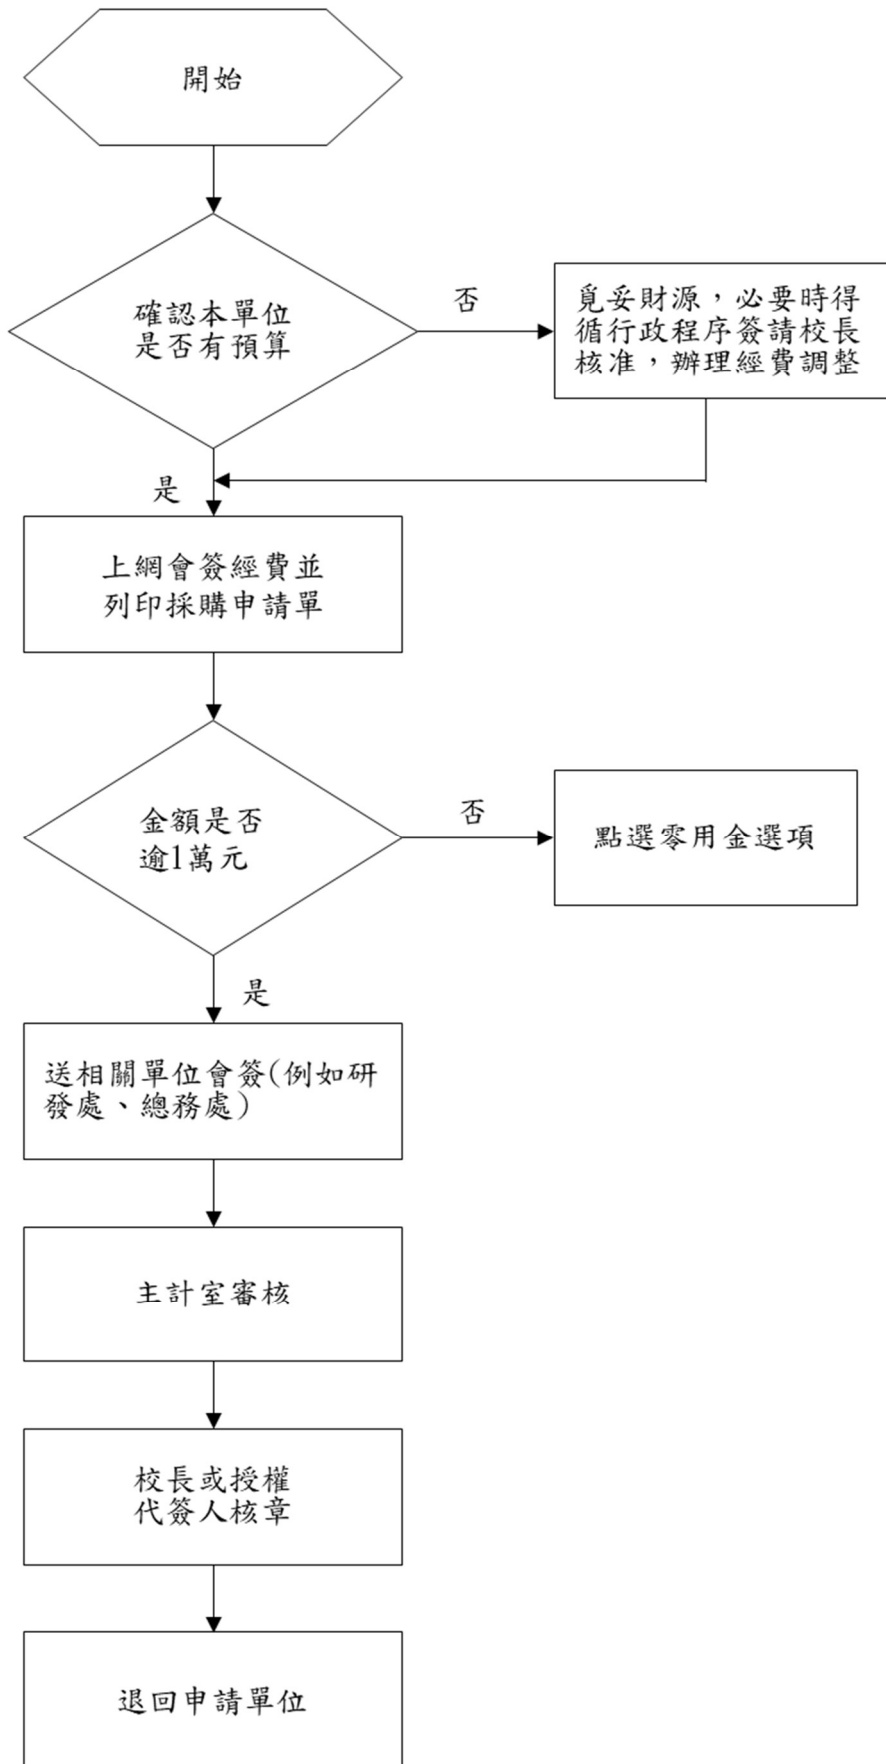 開始
確認本單位
是否有預算
否
覓妥財源，必要時得
循行政程序簽請校長
核准，辦理經費調整
是
上網會簽經費並
列印採購申請單
金額是否
逾1萬元
否
點選零用金選項
是
送相關單位會簽(例如研
發處、總務處)
主計室審核
校長或授權
代簽人核章
退回申請單位